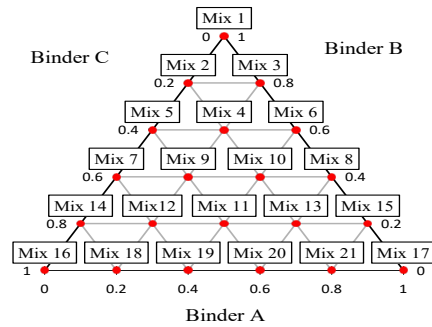 Mix 1
0 1
Binder C Binder B
Mix 2 Mix 3
0.2 0.8
Mix 5 Mix 4 Mix 6
0.4 0.6
Mix 7 Mix 9 Mix 10 Mix 8
0.6 0.4
Mix 14 Mix12 Mix 11 Mix 13 Mix 15
0.8 0.2
Mix 16 Mix 18 Mix 19 Mix 20 Mix 21 Mix 17
1 0
0 0.2 0.4 0.6 0.8 1
Binder A